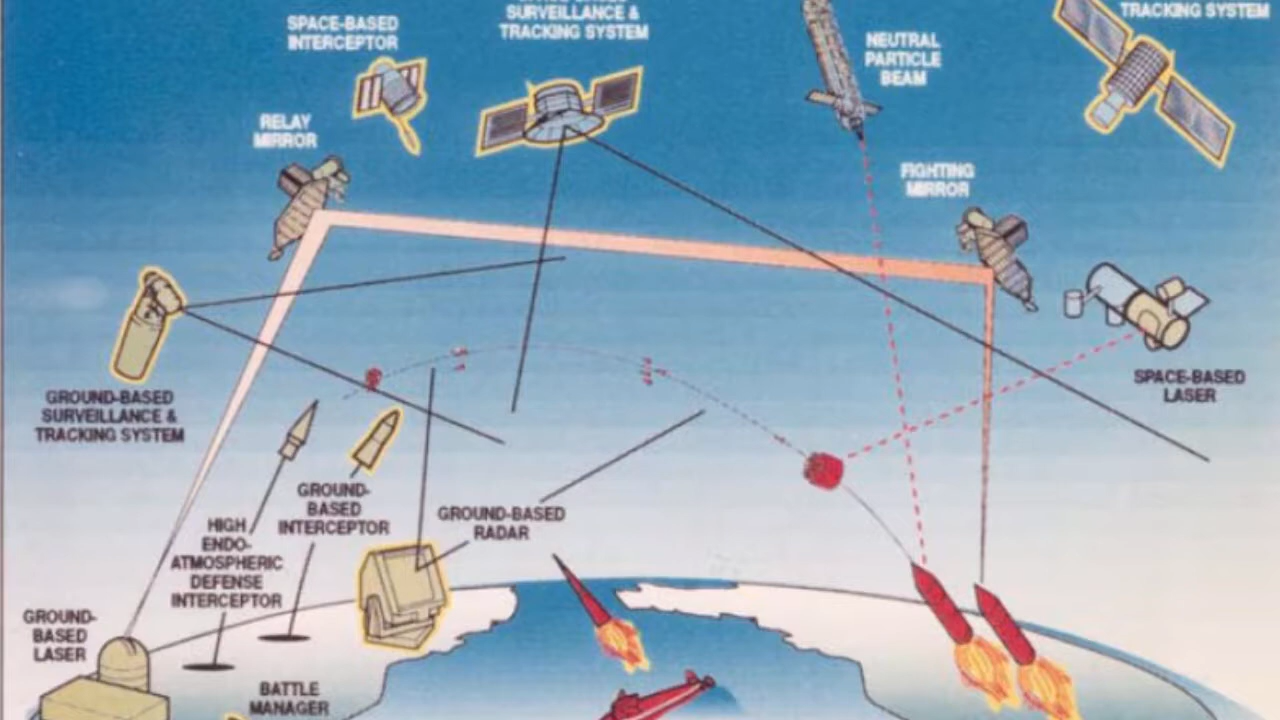 SPACE-BASED
INTERCEPTOR
SURVEILLANCE &
TRACKING SYSTEM
NEUTRAL
PARTICLE
BEAM
TRACKING SYSTEM
RELAY
MIRROR
FIGHTING
MIRROR
SPACE-BASED
LASER
GROUND-BASED
SURVEILLANCE &
TRACKING SYSTEM
GROUND-
BASED
INTERCEPTOR
GROUND-BASED
RADAR
HIGH
ENDO-
ATMOSPHERIC
DEFENSE
INTERCEPTOR
GROUND-
BASED
LASER
BATTLE
MANAGER